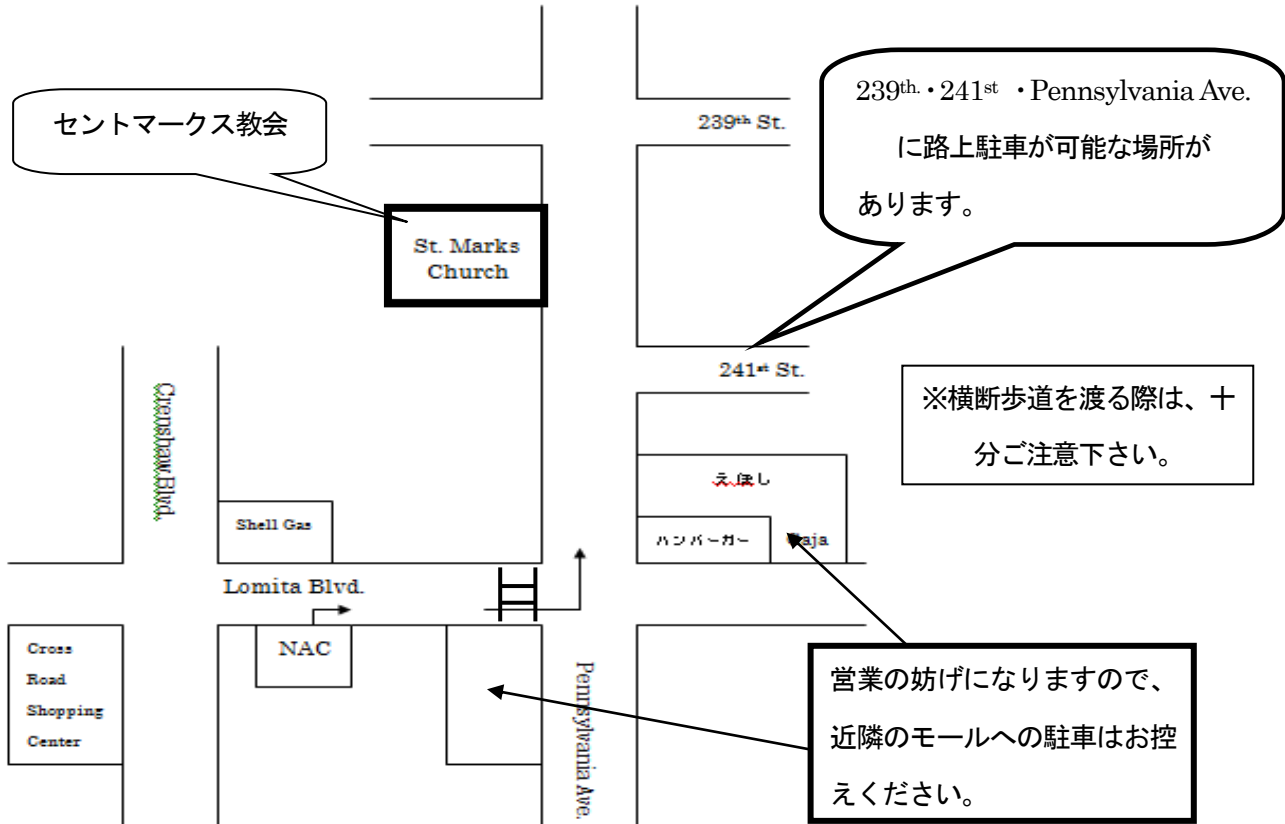 セントマークス教会
239th St.
239th.・241st ・Pennsylvania Ave.
に路上駐車が可能な場所が
あります。
St. Marks
Church
241st St.
※横断歩道を渡る際は、十
分ご注意下さい。
Crenshaw Blvd.
えぼし
Shell Gas
ハンバーガー
Lomita Blvd.
Cross
Road
Shopping
Center
NAC
Pennsylvania Ave.
営業の妨げになりますので、
近隣のモールへの駐車はお控
えください。